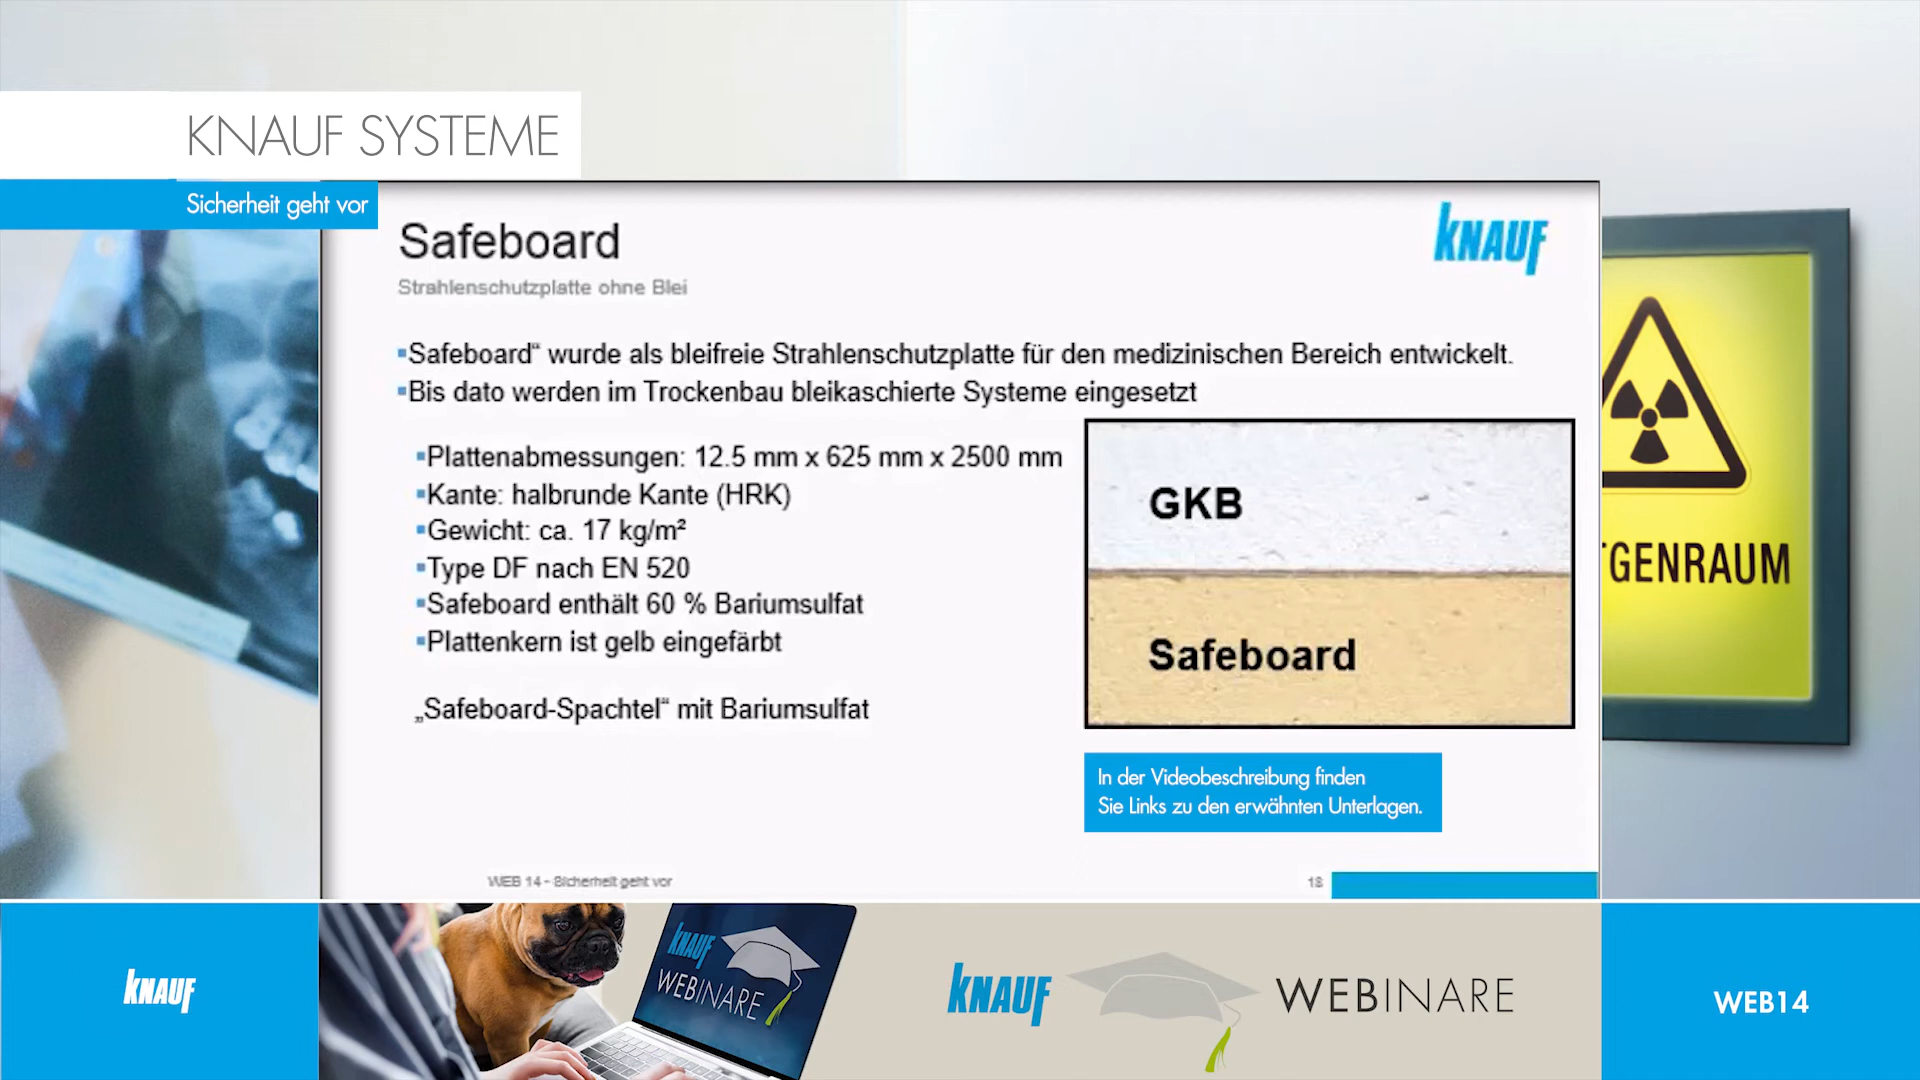 KNAUF SYSTEME
Sicherheit geht vor
Safeboard
KNAUF
Strahlenschutzplatte ohne Blei
▪Safeboard“ wurde als bleifreie Strahlenschutzplatte für den medizinischen Bereich entwickelt.
▪Bis dato werden im Trockenbau bleikaschierte Systeme eingesetzt
▪Plattenabmessungen: 12.5 mm x 625 mm x 2500 mm
▪Kante: halbrunde Kante (HRK)
▪Gewicht: ca. 17 kg/m²
▪Type DF nach EN 520
▪Safeboard enthält 60 % Bariumsulfat
▪Plattenkern ist gelb eingefärbt
„Safeboard-Spachtel“ mit Bariumsulfat
GKB
Safeboard
TGENRAUM
In der Videobeschreibung finden
Sie Links zu den erwähnten Unterlagen.
WEB 14 - Sicherheit geht vor
18
KNAUF
KNAUF
WEBINARE
KNAUF
WEBINARE
WEB14